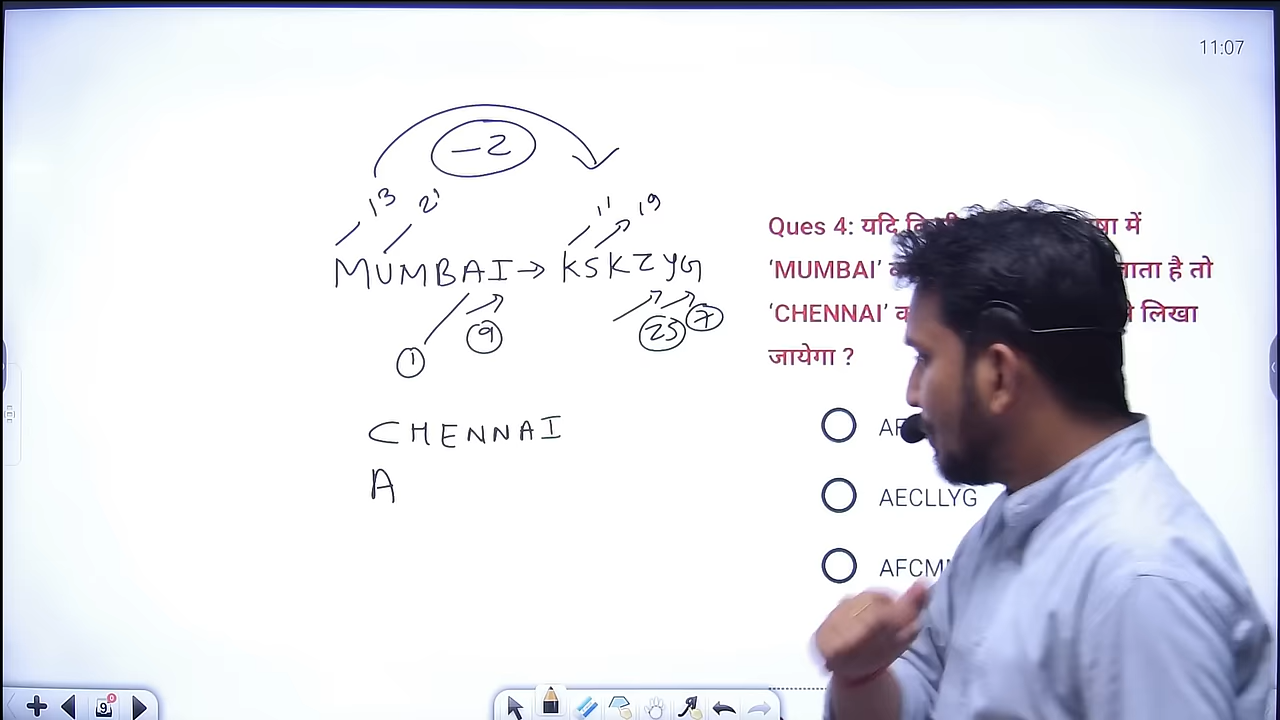 11:07
-2
13 21 11 19
MUMBAI → KSKZYG
1 9 25 7
CHENNAI
A
Ques 4: यदि में
'MUMBAI' है तो
'CHENNAI' लिखा
जायेगा ?
AECLLYG
9